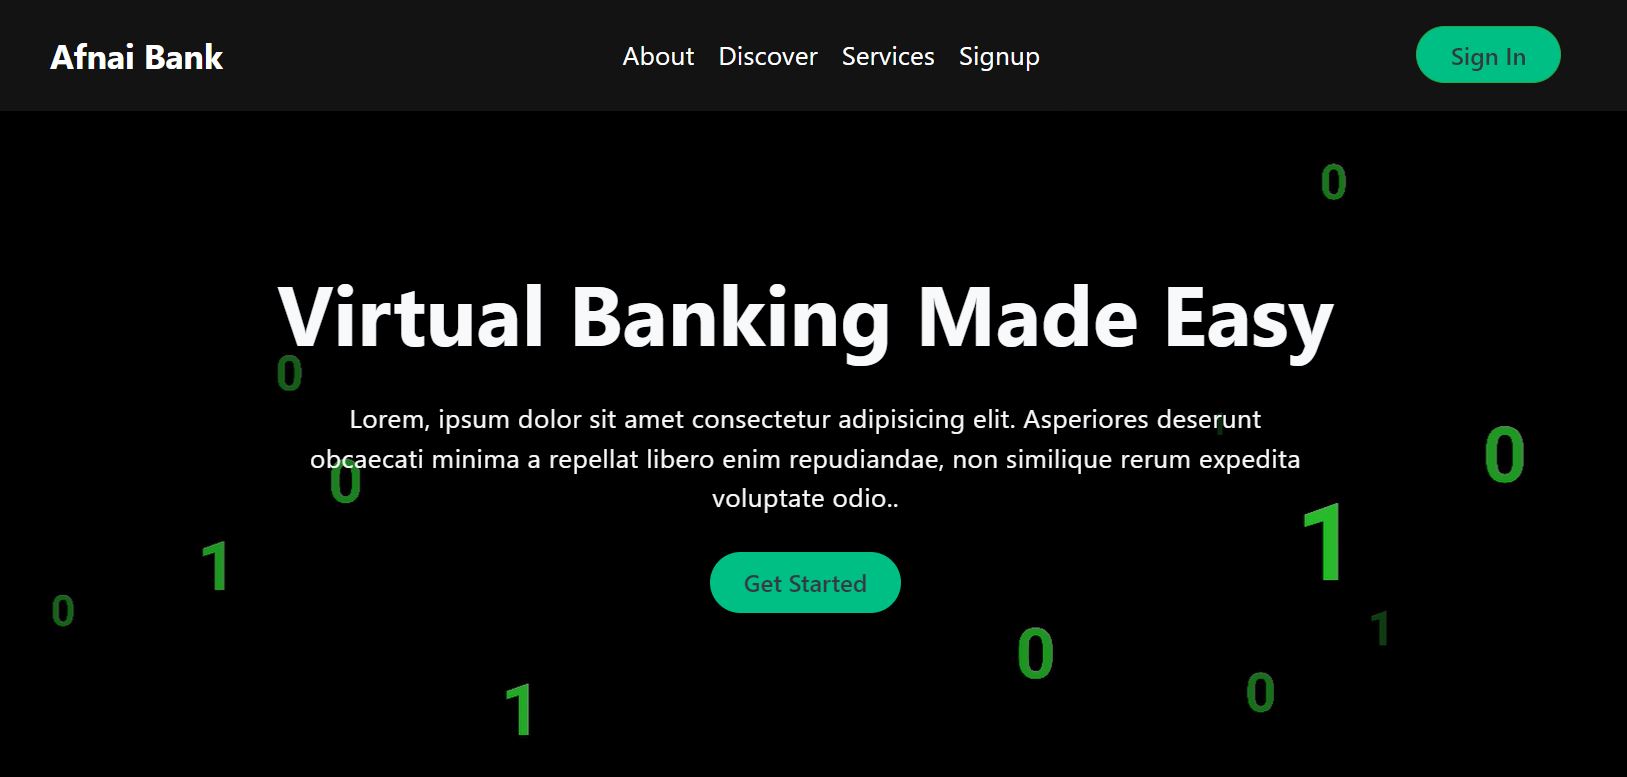 Afnai Bank
About Discover Services Signup
Sign In
0
Virtual Banking Made Easy
0
Lorem, ipsum dolor sit amet consectetur adipisicing elit. Asperiores deserunt
1
obcaecati minima a repellat libero enim repudiandae, non similique rerum expedita
0
0
voluptate odio..
1
1
Get Started
0
1
0
0
1